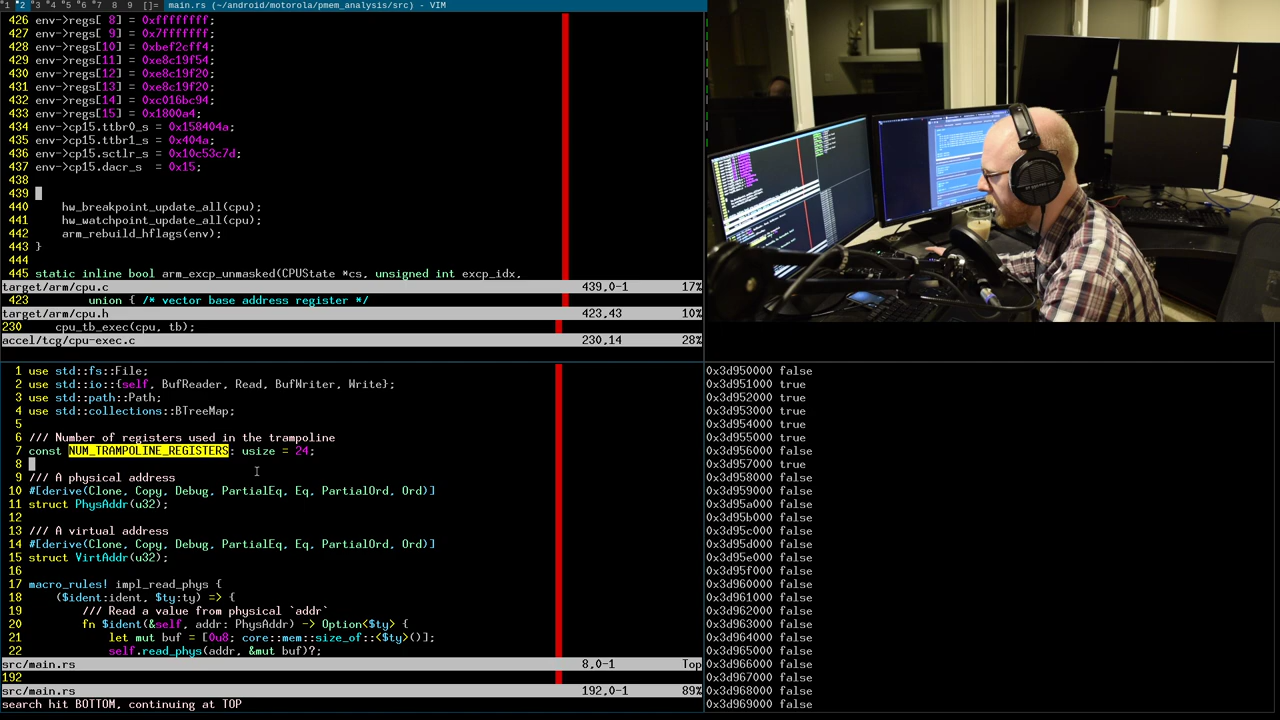 1 2 3 4 5 6 7 8 9 []= main.rs (~/android/motorola/pmem_analysis/src) - VIM
426 env->regs[ 8] = 0xffffffff;
427 env->regs[ 9] = 0x7fffffff;
428 env->regs[10] = 0xbef2cff4;
429 env->regs[11] = 0xe8c19f54;
430 env->regs[12] = 0xe8c19f20;
431 env->regs[13] = 0xe8c19f20;
432 env->regs[14] = 0xc016bc94;
433 env->regs[15] = 0x1800a4;
434 env->cp15.ttbr0_s = 0x158404a;
435 env->cp15.ttbr1_s = 0x404a;
436 env->cp15.sctlr_s = 0x10c53c7d;
437 env->cp15.dacr_s  = 0x15;
438
439
440     hw_breakpoint_update_all(cpu);
441     hw_watchpoint_update_all(cpu);
442     arm_rebuild_hflags(env);
443 }
444
445 static inline bool arm_excp_unmasked(CPUState *cs, unsigned int excp_idx,
target/arm/cpu.c 439,0-1 17%
423         union { /* vector base address register */
target/arm/cpu.h 423,43 10%
230    cpu_tb_exec(cpu, tb);
accel/tcg/cpu-exec.c 230,14 28%
1 use std::fs::File;
2 use std::io::{self, BufReader, Read, BufWriter, Write};
3 use std::path::Path;
4 use std::collections::BTreeMap;
5
6 /// Number of registers used in the trampoline
7 const NUM_TRAMPOLINE_REGISTERS: usize = 24;
8
9 /// A physical address
10 #[derive(Clone, Copy, Debug, PartialEq, Eq, PartialOrd, Ord)]
11 struct PhysAddr(u32);
12
13 /// A virtual address
14 #[derive(Clone, Copy, Debug, PartialEq, Eq, PartialOrd, Ord)]
15 struct VirtAddr(u32);
16
17 macro_rules! impl_read_phys {
18     ($ident:ident, $ty:ty) => {
19         /// Read a value from physical `addr`
20         fn $ident(&self, addr: PhysAddr) -> Option<$ty> {
21             let mut buf = [0u8; core::mem::size_of::<$ty>()];
22             self.read_phys(addr, &mut buf)?;
src/main.rs 8,0-1 Top
192
src/main.rs 192,0-1 89%
search hit BOTTOM, continuing at TOP
0x3d950000 false
0x3d951000 true
0x3d952000 true
0x3d953000 true
0x3d954000 true
0x3d955000 true
0x3d956000 false
0x3d957000 true
0x3d958000 false
0x3d959000 false
0x3d95a000 false
0x3d95b000 false
0x3d95c000 false
0x3d95d000 false
0x3d95e000 false
0x3d95f000 false
0x3d960000 false
0x3d961000 false
0x3d962000 false
0x3d963000 false
0x3d964000 false
0x3d965000 false
0x3d966000 false
0x3d967000 false
0x3d968000 false
0x3d969000 false